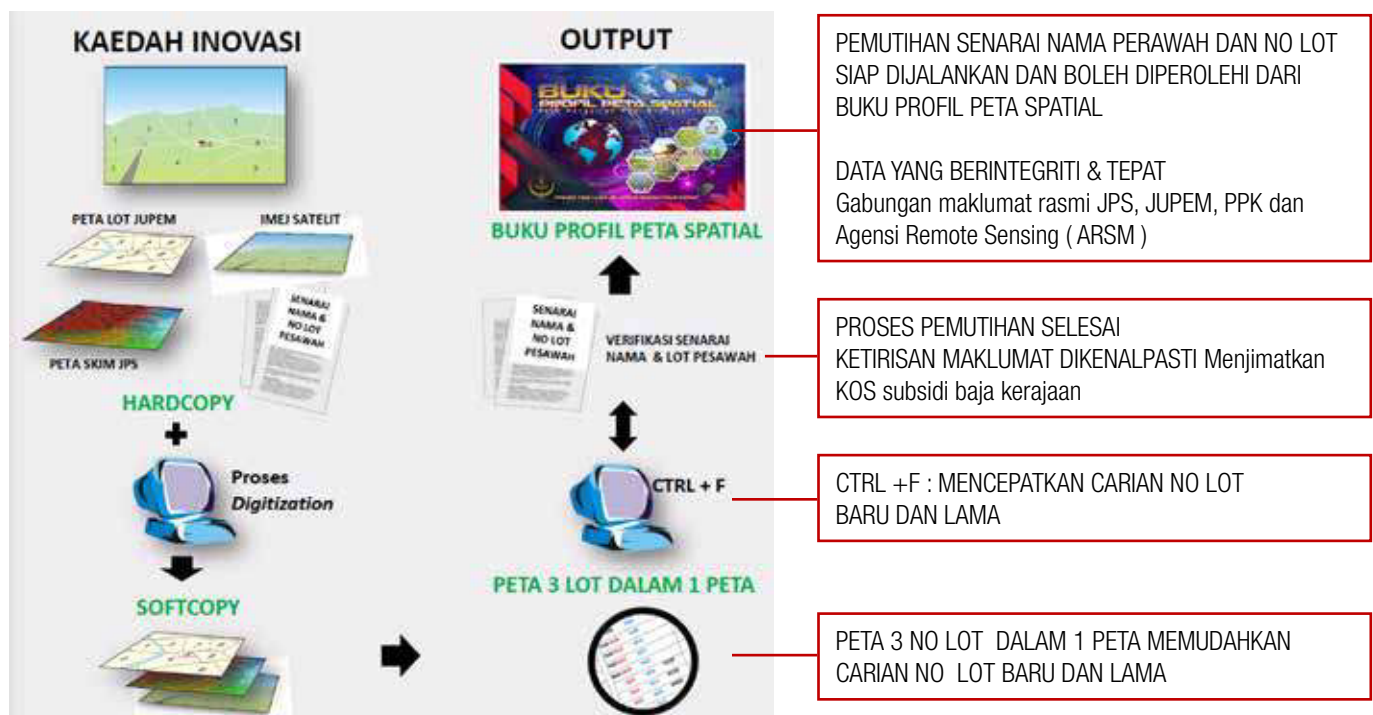 KAEDAH INOVASI
PETA LOT JUPEM
IMEJ SATELIT
PETA SKIM JPS
SENARAI
NAMA &
NO LOT
PESAWAH
HARDCOPY
+
Proses
Digitization
SOFTCOPY
OUTPUT
BUKU
PROFIL PETA SPATIAL
BUKU PROFIL PETA SPATIAL
SENARAI
NAMA &
NO LOT
PESAWAH
VERIFIKASI SENARAI
NAMA & LOT PESAWAH
CTRL + F
PETA 3 LOT DALAM 1 PETA
PEMUTIHAN SENARAI NAMA PERAWAH DAN NO LOT
SIAP DIJALANKAN DAN BOLEH DIPEROLEHI DARI
BUKU PROFIL PETA SPATIAL
DATA YANG BERINTEGRITI & TEPAT
Gabungan maklumat rasmi JPS, JUPEM, PPK dan
Agensi Remote Sensing ( ARSM )
PROSES PEMUTIHAN SELESAI
KETIRISAN MAKLUMAT DIKENALPASTI Menjimatkan
KOS subsidi baja kerajaan
CTRL +F : MENCEPATKAN CARIAN NO LOT
BARU DAN LAMA
PETA 3 NO LOT DALAM 1 PETA MEMUDAHKAN
CARIAN NO LOT BARU DAN LAMA